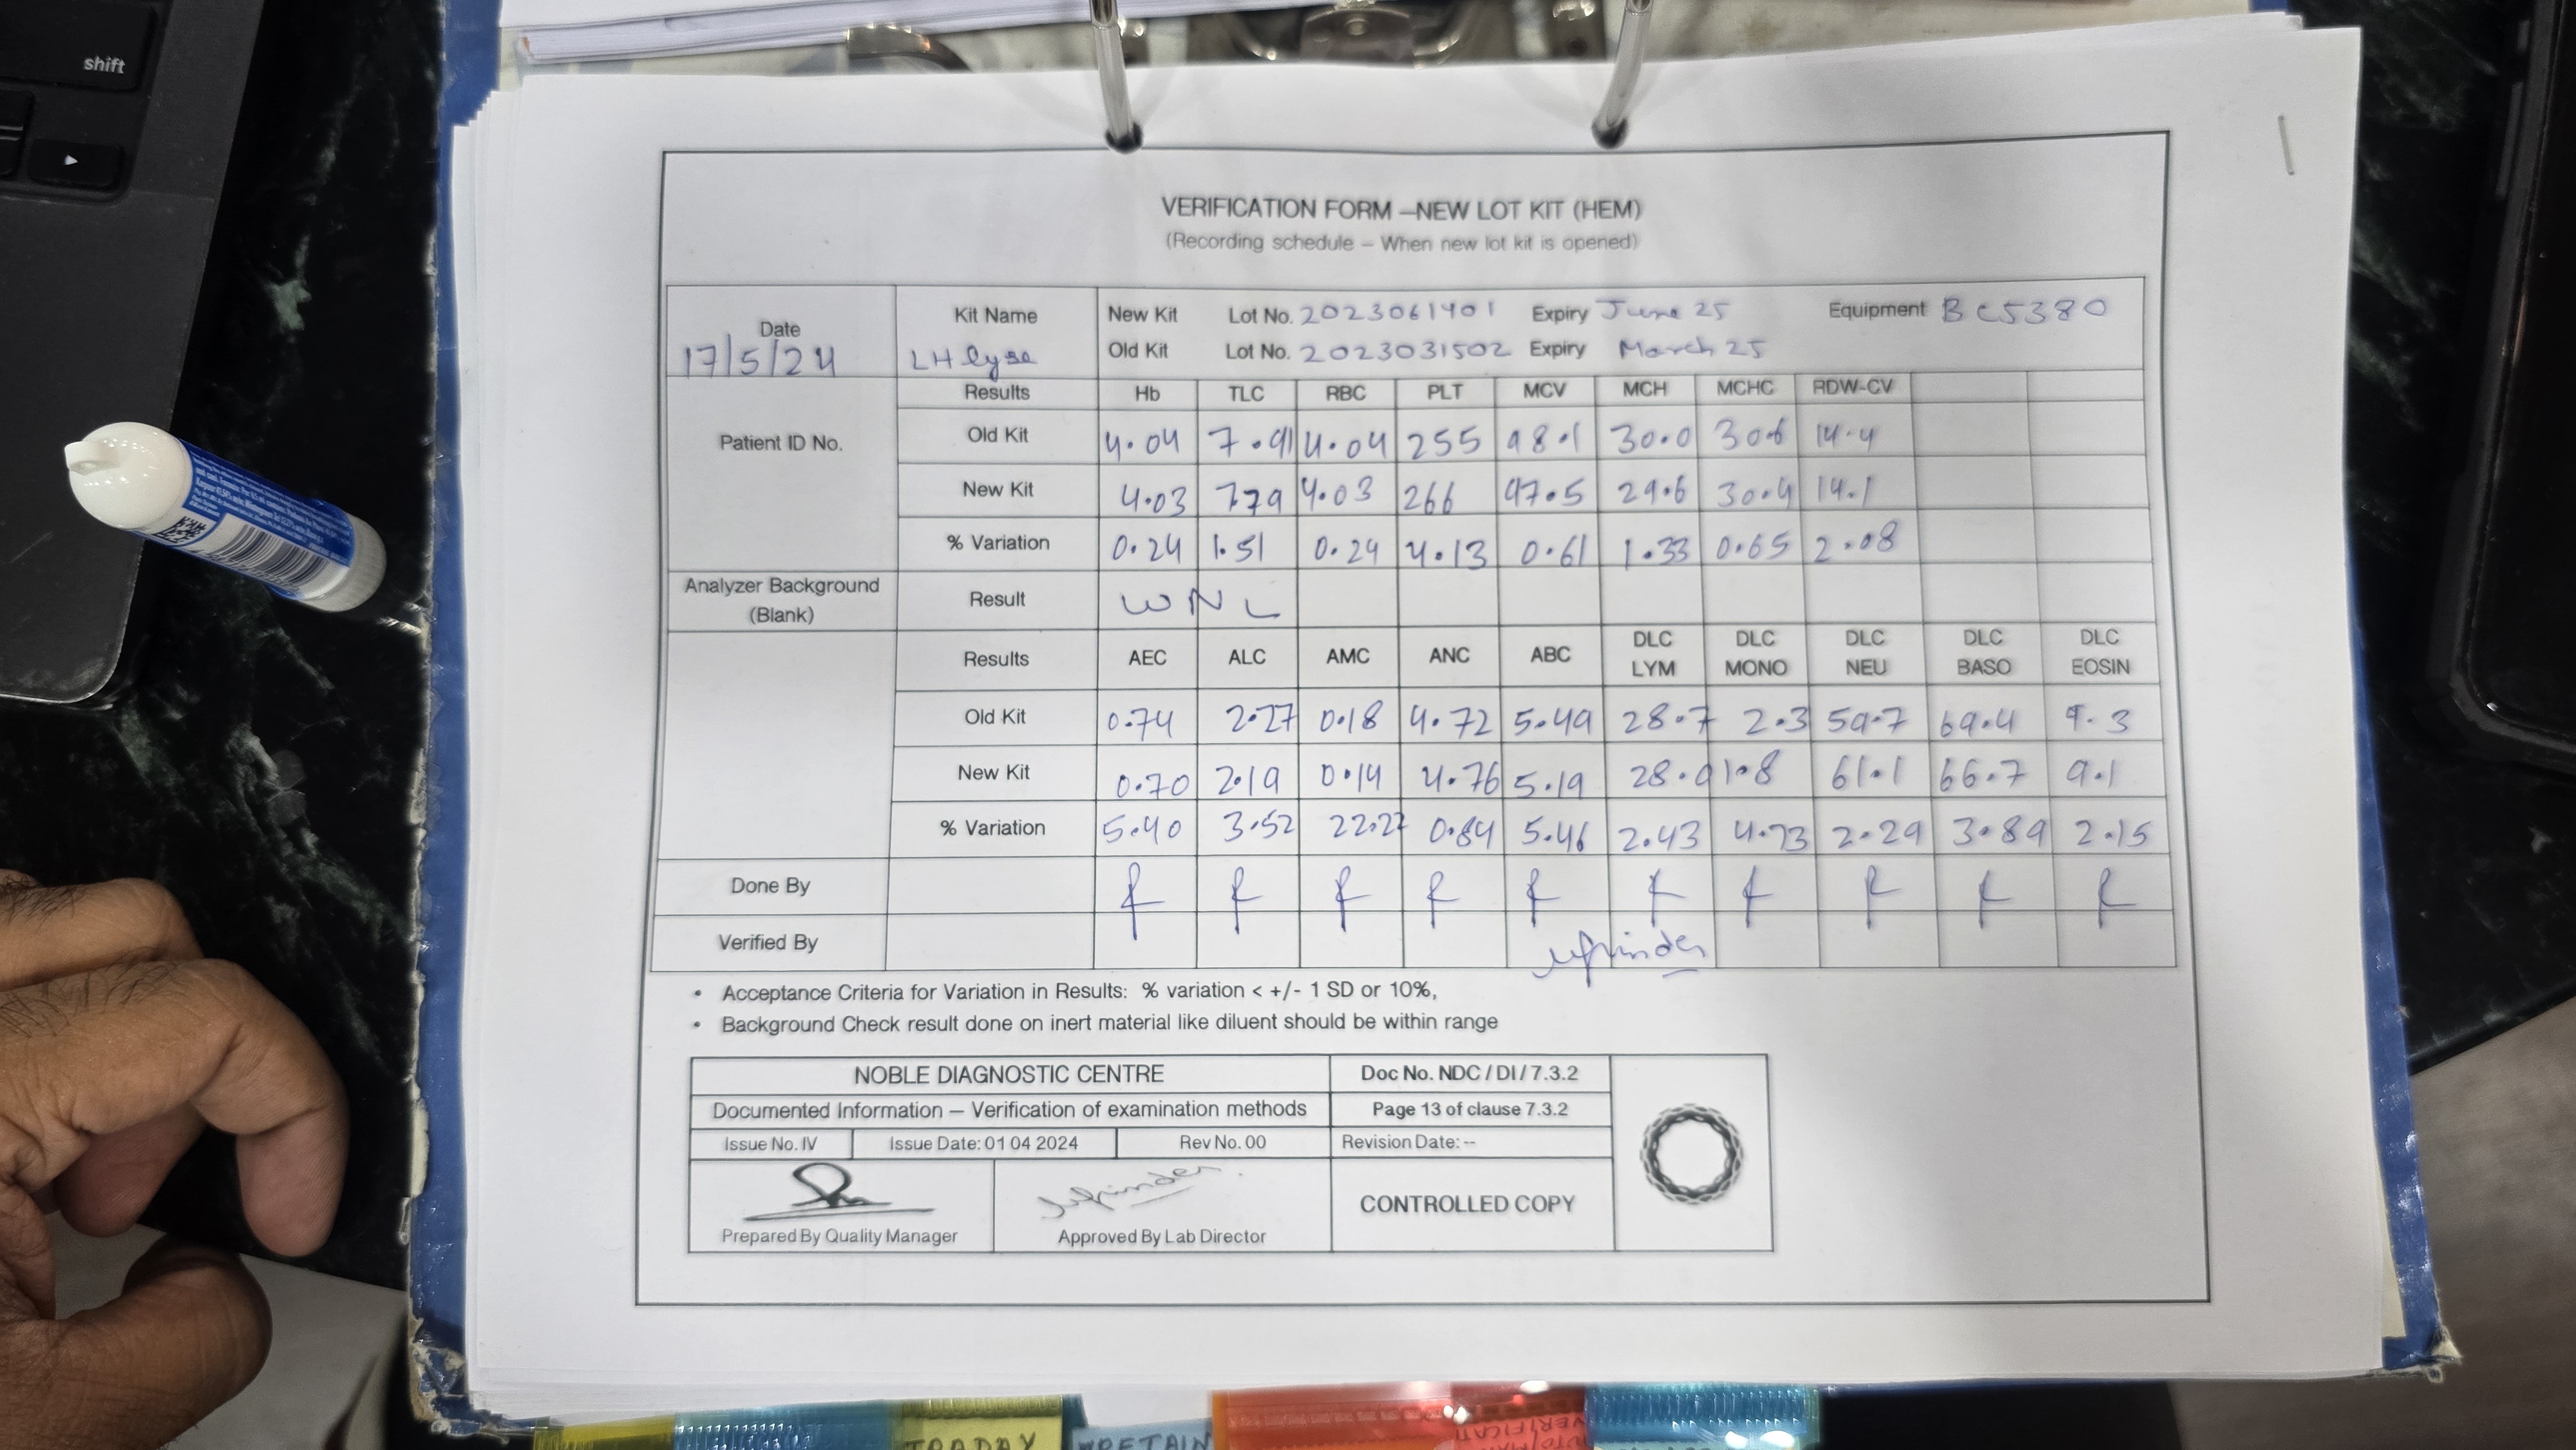 VERIFICATION FORM –NEW LOT KIT (HEM)
(Recording schedule – When new lot kit is opened)
Date Kit Name New Kit Lot No. 2023061401 Expiry June 25 Equipment BC5380
17/5/24 LH lyse Old Kit Lot No. 2023031502 Expiry March 25
Patient ID No. Results Hb TLC RBC PLT MCV MCH MCHC RDW-CV
Old Kit 4.04 7.91 4.04 255 98.1 30.0 306 14.4
New Kit 4.03 7.79 4.03 266 97.5 29.6 304 14.1
% Variation 0.24 1.51 0.24 4.13 0.61 1.33 0.65 2.08
Analyzer Background (Blank) Result WNL
Results AEC ALC AMC ANC ABC DLC LYM DLC MONO DLC NEU DLC BASO DLC EOSIN
Old Kit 0.74 2.27 0.18 4.72 5.49 28.7 2.3 59.7 69.4 9.3
New Kit 0.70 2.19 0.14 4.76 5.19 28.0 1.8 61.1 66.7 9.1
% Variation 5.40 3.52 22.22 0.84 5.46 2.43 4.73 2.29 3.89 2.15
Done By
Verified By
• Acceptance Criteria for Variation in Results: % variation < +/- 1 SD or 10%,
• Background Check result done on inert material like diluent should be within range
NOBLE DIAGNOSTIC CENTRE Doc No. NDC / DI / 7.3.2
Documented Information – Verification of examination methods Page 13 of clause 7.3.2
Issue No. IV Issue Date: 01 04 2024 Rev No. 00 Revision Date: --
Prepared By Quality Manager Approved By Lab Director CONTROLLED COPY
shift